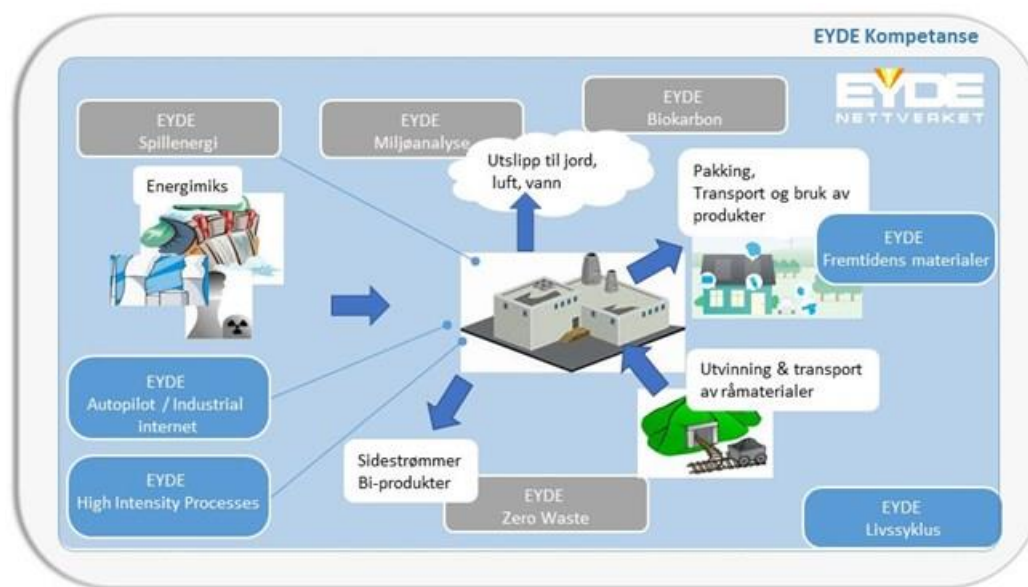 EYDE Kompetanse
EYDE
NETTVERKET
EYDE
Spillenergi
EYDE
Miljøanalyse
EYDE
Biokarbon
Energimiks
Utslipp til jord,
luft, vann
Pakking,
Transport og bruk av
produkter
EYDE
Fremtidens materialer
EYDE
Autopilot / Industrial
internet
Utvinning & transport
av råmaterialer
EYDE
High Intensity Processes
Sidestrømmer
Bi-produkter
EYDE
Zero Waste
EYDE
Livssyklus